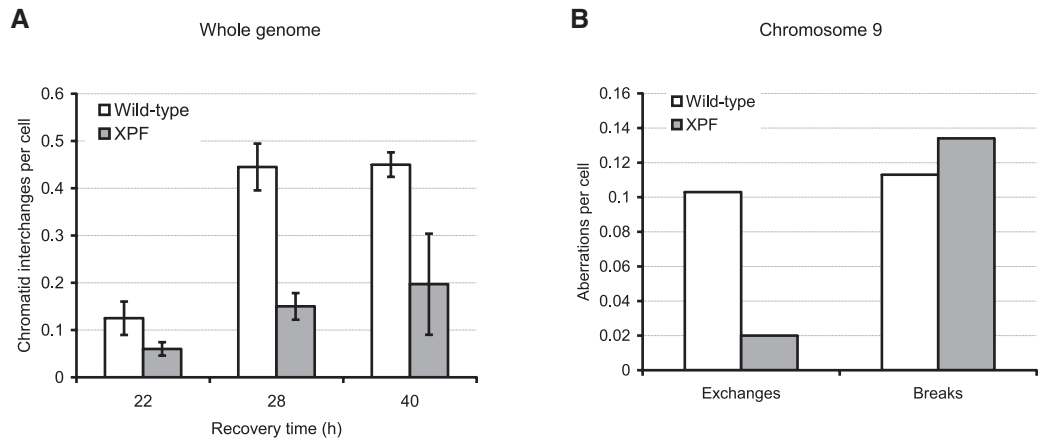 A
Whole genome
Chromatid interchanges per cell
0.6
0.5
0.4
0.3
0.2
0.1
0
Wild-type
XPF
22
28
40
Recovery time (h)
B
Chromosome 9
Aberrations per cell
0.16
0.14
0.12
0.1
0.08
0.06
0.04
0.02
0
Wild-type
XPF
Exchanges
Breaks